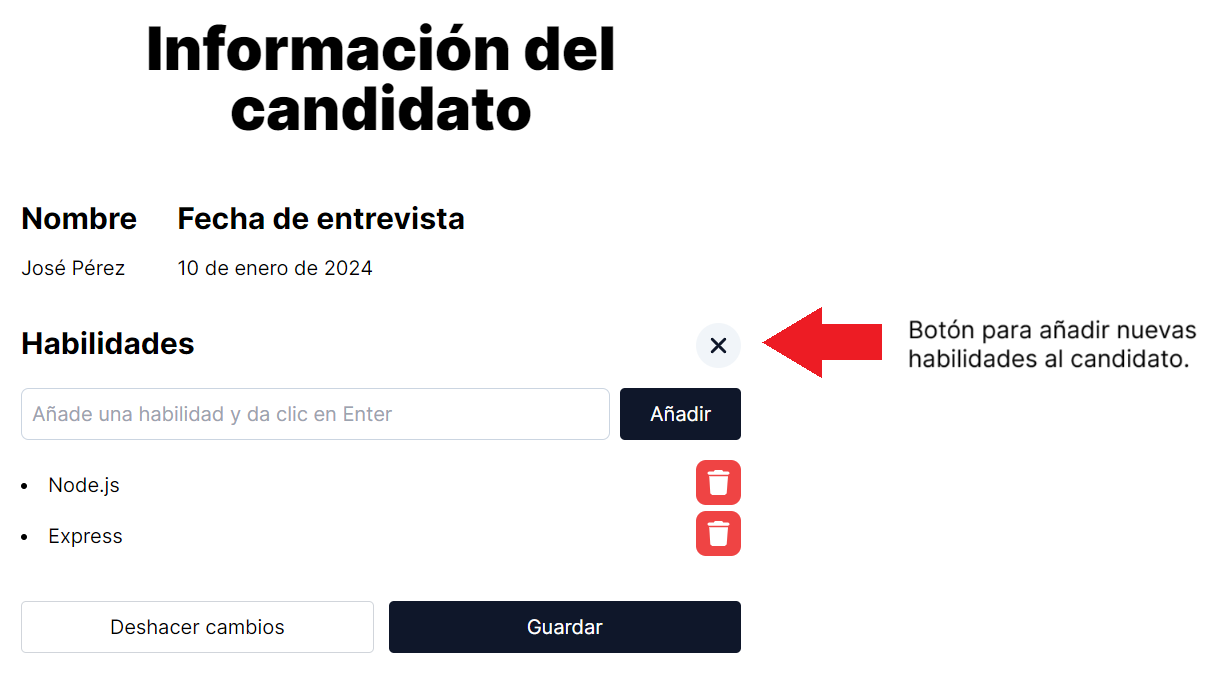 Información del
candidato
Nombre
Fecha de entrevista
José Pérez
10 de enero de 2024
Habilidades
Botón para añadir nuevas
habilidades al candidato.
Añade una habilidad y da clic en Enter
Añadir
Node.js
Express
Deshacer cambios
Guardar